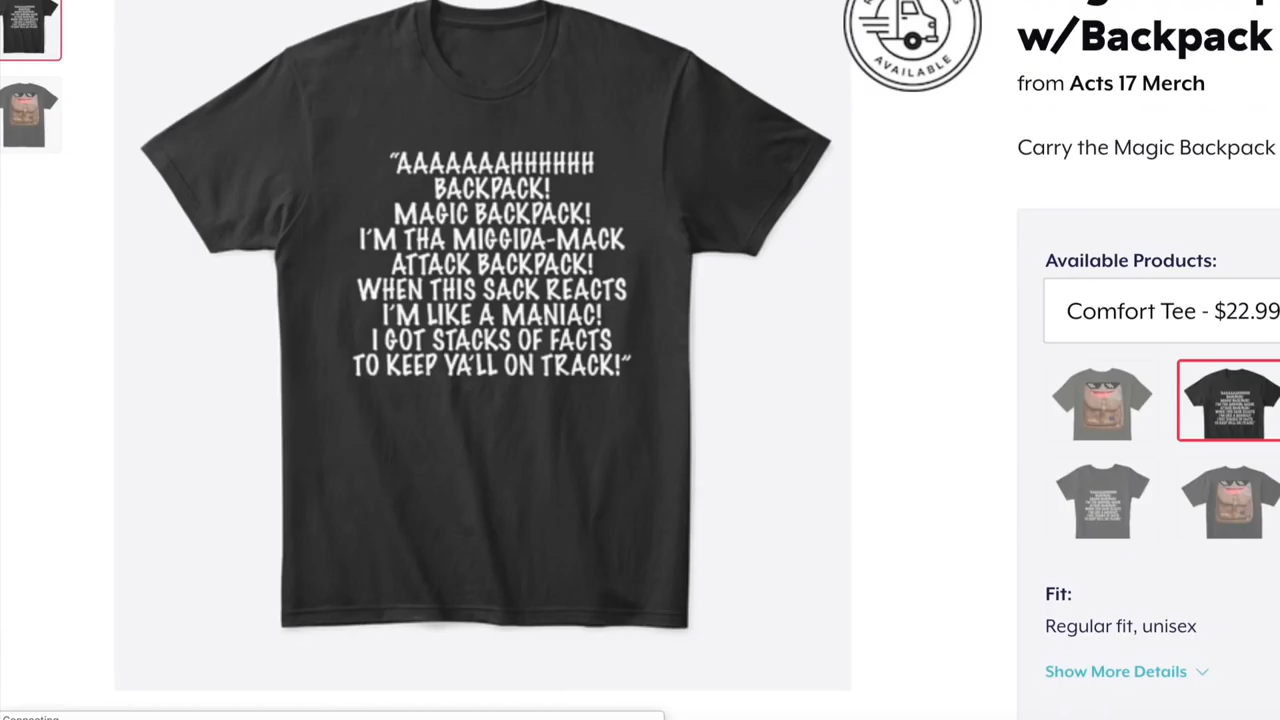 w/Backpack
from Acts 17 Merch
AVAILABLE
Carry the Magic Backpack
"AAAAAAAHHHHHH
BACKPACK!
MAGIC BACKPACK!
I'M THA MIGGIDA-MACK
ATTACK BACKPACK!
WHEN THIS SACK REACTS
I'M LIKE A MANIAC!
I GOT STACKS OF FACTS
TO KEEP YA'LL ON TRACK!"
Available Products:
Comfort Tee - $22.99
Fit:
Regular fit, unisex
Show More Details